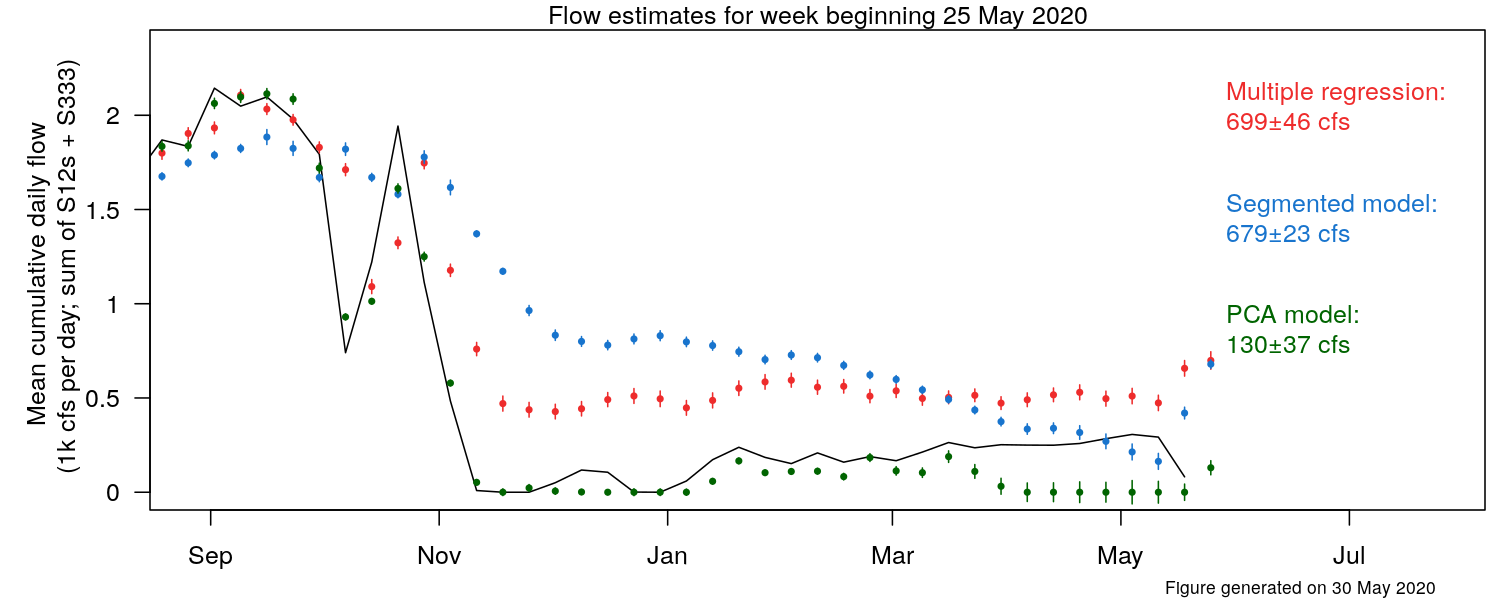 Flow estimates for week beginning 25 May 2020
Mean cumulative daily flow
(1k cfs per day; sum of S12s + S333)
2
1.5
1
0.5
0
Multiple regression:
699±46 cfs
Segmented model:
679±23 cfs
PCA model:
130±37 cfs
Sep Nov Jan Mar May Jul
Figure generated on 30 May 2020